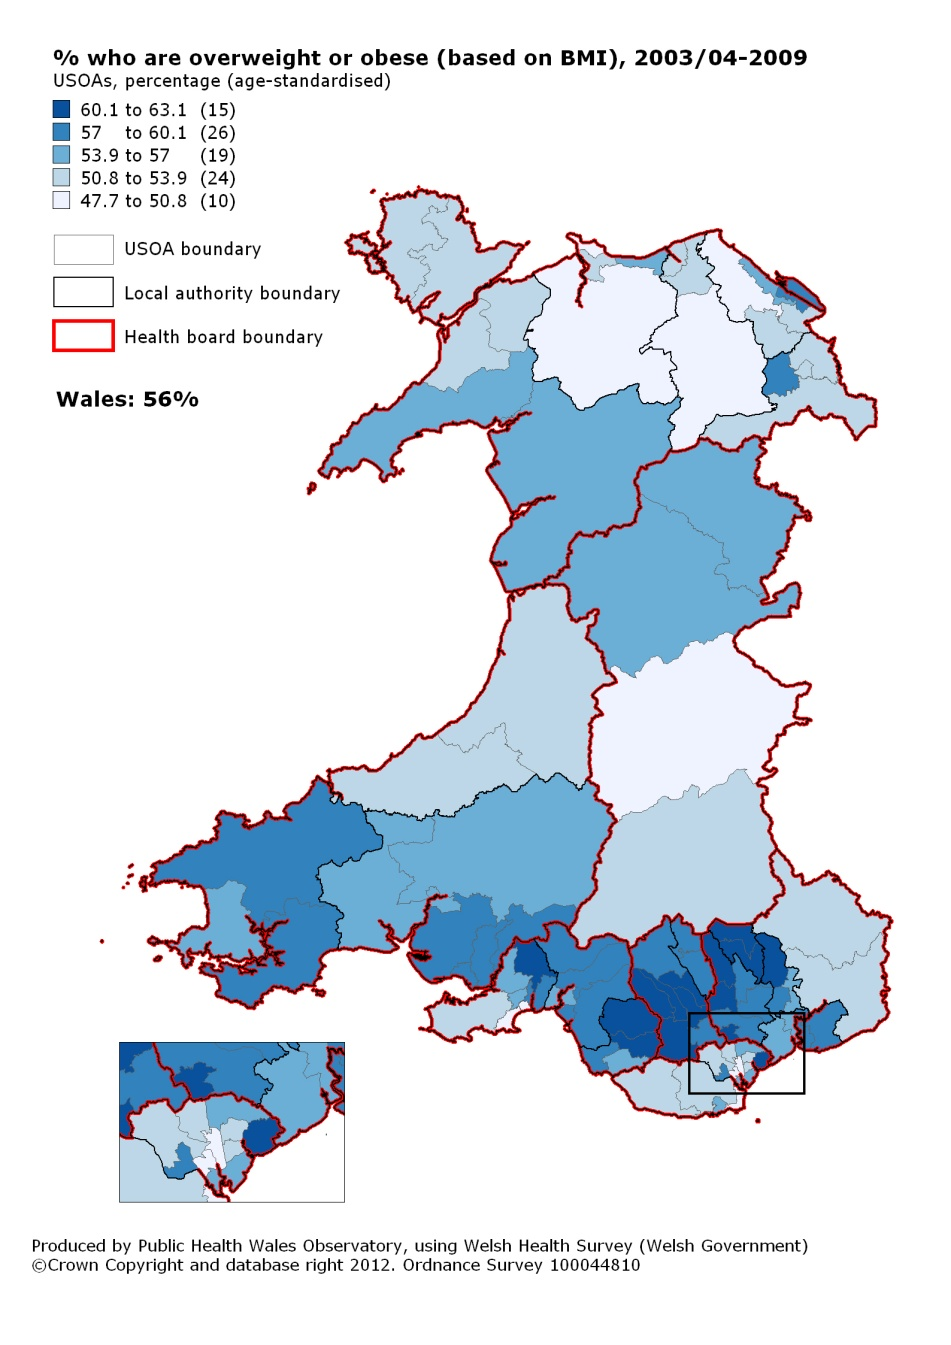 % who are overweight or obese (based on BMI), 2003/04-2009
USOAs, percentage (age-standardised)
60.1 to 63.1 (15)
57 to 60.1 (26)
53.9 to 57 (19)
50.8 to 53.9 (24)
47.7 to 50.8 (10)
USOA boundary
Local authority boundary
Health board boundary
Wales: 56%
Produced by Public Health Wales Observatory, using Welsh Health Survey (Welsh Government)
©Crown Copyright and database right 2012. Ordnance Survey 100044810